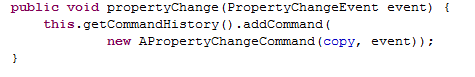 public void propertyChange(PropertyChangeEvent event) {
    this.getCommandHistory().addCommand(
            new APropertyChangeCommand(copy, event));
}